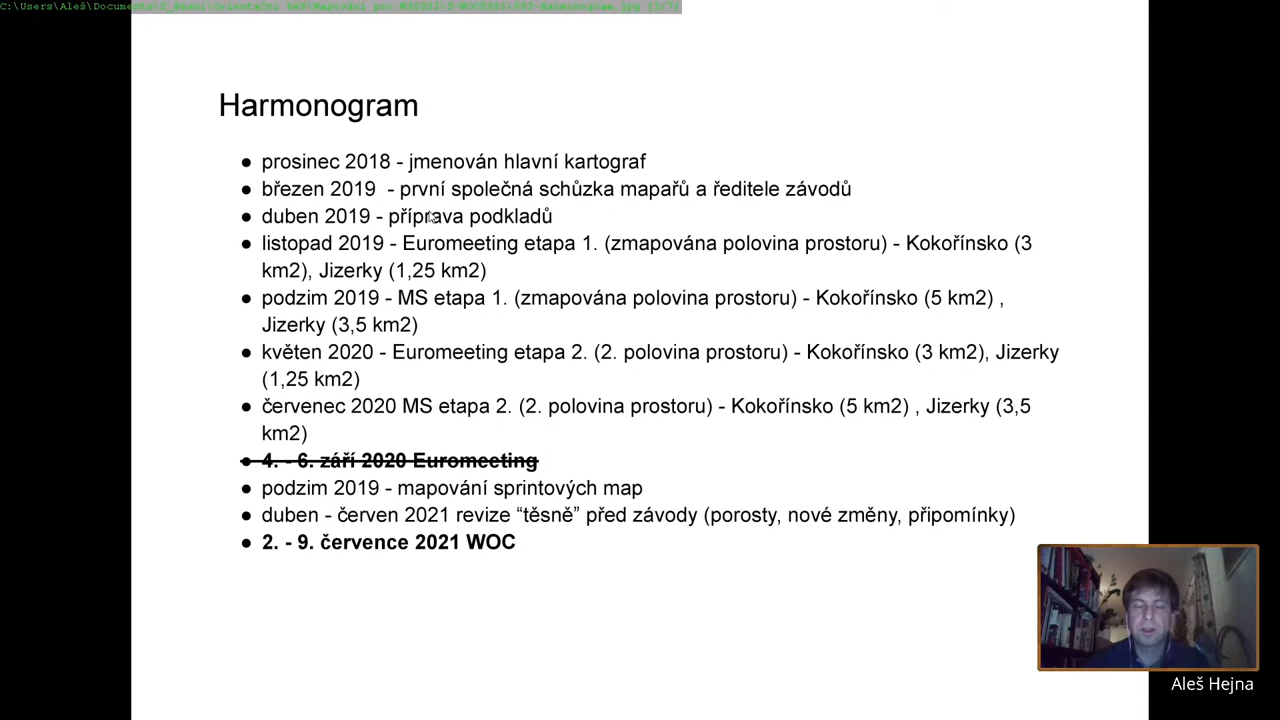 Harmonogram
● prosinec 2018 - jmenován hlavní kartograf
● březen 2019  - první společná schůzka mapařů a ředitele závodů
● duben 2019 - příprava podkladů
● listopad 2019 - Euromeeting etapa 1. (zmapována polovina prostoru) - Kokořínsko (3
km2), Jizerky (1,25 km2)
● podzim 2019 - MS etapa 1. (zmapována polovina prostoru) - Kokořínsko (5 km2) ,
Jizerky (3,5 km2)
● květen 2020 - Euromeeting etapa 2. (2. polovina prostoru) - Kokořínsko (3 km2), Jizerky
(1,25 km2)
● červenec 2020 MS etapa 2. (2. polovina prostoru) - Kokořínsko (5 km2) , Jizerky (3,5
km2)
● 4. - 6. září 2020 Euromeeting
● podzim 2019 - mapování sprintových map
● duben - červen 2021 revize “těsně” před závody (porosty, nové změny, připomínky)
● 2. - 9. července 2021 WOC
Aleš Hejna